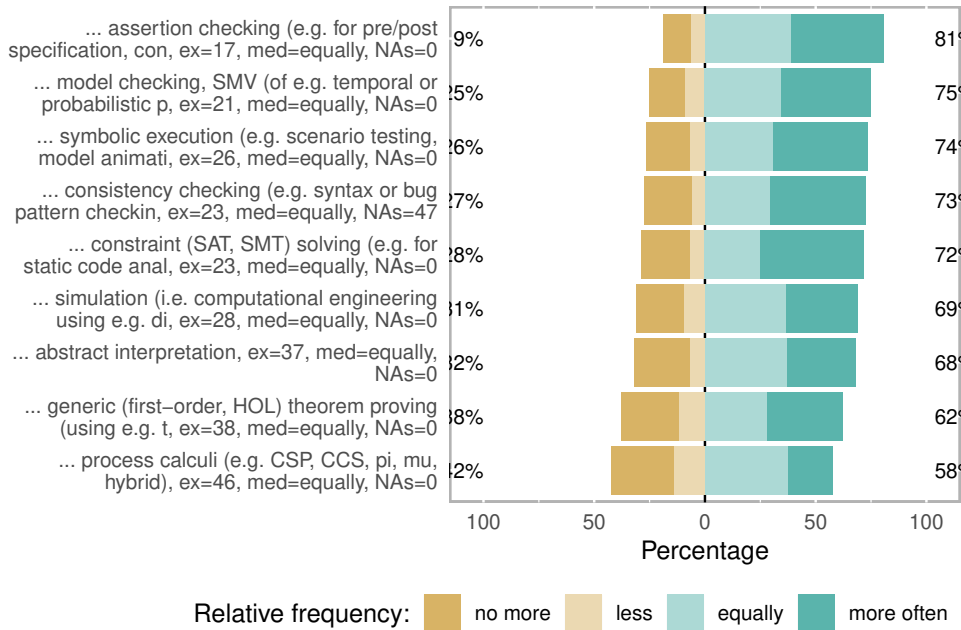 ... assertion checking (e.g. for pre/post
specification, con, ex=17, med=equally, NAs=0
9%
81%
... model checking, SMV (of e.g. temporal or
probabilistic p, ex=21, med=equally, NAs=0
25%
75%
... symbolic execution (e.g. scenario testing,
model animati, ex=26, med=equally, NAs=0
26%
74%
... consistency checking (e.g. syntax or bug
pattern checkin, ex=23, med=equally, NAs=47
27%
73%
... constraint (SAT, SMT) solving (e.g. for
static code anal, ex=23, med=equally, NAs=0
28%
72%
... simulation (i.e. computational engineering
using e.g. di, ex=28, med=equally, NAs=0
31%
69%
... abstract interpretation, ex=37, med=equally,
NAs=0
32%
68%
... generic (first−order, HOL) theorem proving
(using e.g. t, ex=38, med=equally, NAs=0
38%
62%
... process calculi (e.g. CSP, CCS, pi, mu,
hybrid), ex=46, med=equally, NAs=0
42%
58%
100 50 0 50 100
Percentage
Relative frequency: no more less equally more often